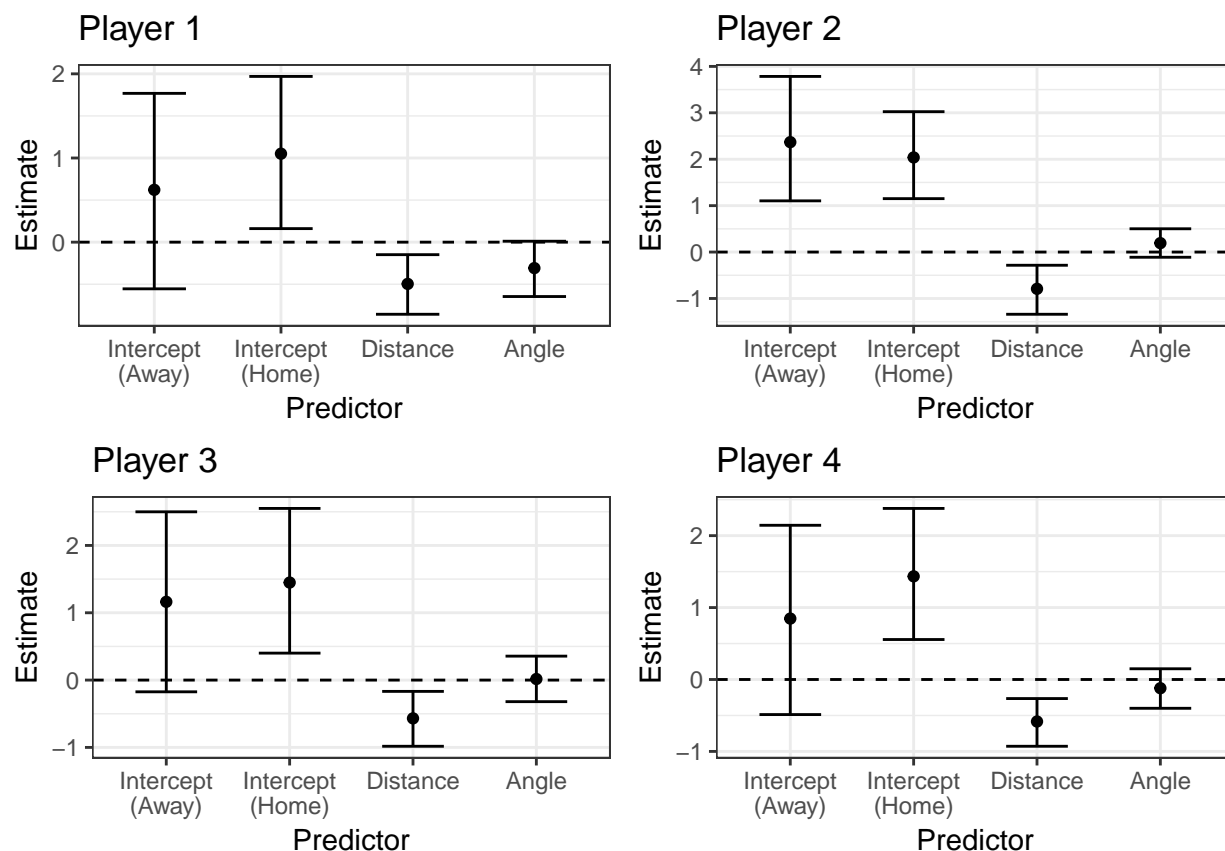 Player 1
2
1
0
Estimate
Intercept
(Away)
Intercept
(Home)
Distance
Angle
Predictor
Player 2
4
3
2
1
0
−1
Estimate
Intercept
(Away)
Intercept
(Home)
Distance
Angle
Predictor
Player 3
2
1
0
−1
Estimate
Intercept
(Away)
Intercept
(Home)
Distance
Angle
Predictor
Player 4
2
1
0
−1
Estimate
Intercept
(Away)
Intercept
(Home)
Distance
Angle
Predictor